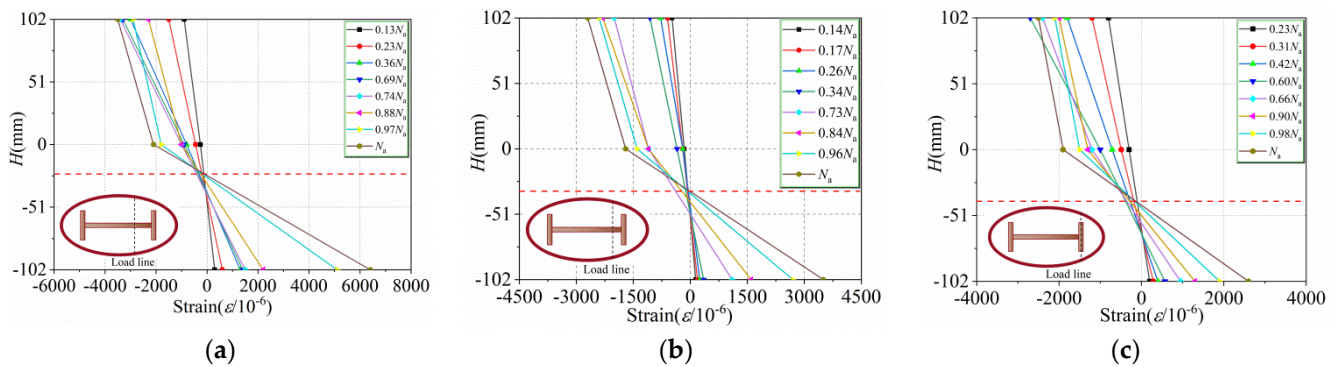 102
51
0
-51
-102
H(mm)
0.13Na
0.23Na
0.36Na
0.69Na
0.74Na
0.88Na
0.97Na
Na
Load line
-6000 -4000 -2000 0 2000 4000 6000 8000
Strain(ε/10-6)
(a)
102
51
0
-51
-102
H(mm)
0.14Na
0.17Na
0.26Na
0.34Na
0.73Na
0.84Na
0.96Na
Na
Load line
-4500 -3000 -1500 0 1500 3000 4500
Strain(ε/10-6)
(b)
102
51
0
-51
-102
H(mm)
0.23Na
0.31Na
0.42Na
0.60Na
0.66Na
0.90Na
0.98Na
Na
Load line
-4000 -2000 0 2000 4000
Strain(ε/10-6)
(c)